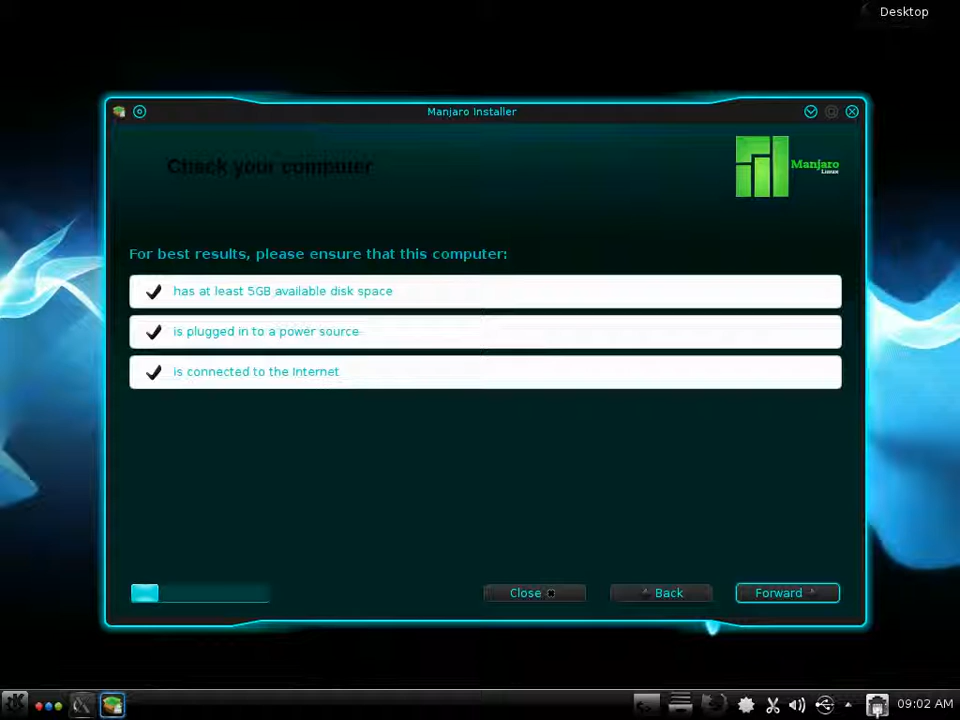 Desktop
Manjaro Installer
Check your computer
Manjaro
Linux
For best results, please ensure that this computer:
has at least 5GB available disk space
is plugged in to a power source
is connected to the Internet
Close
Back
Forward
09:02 AM